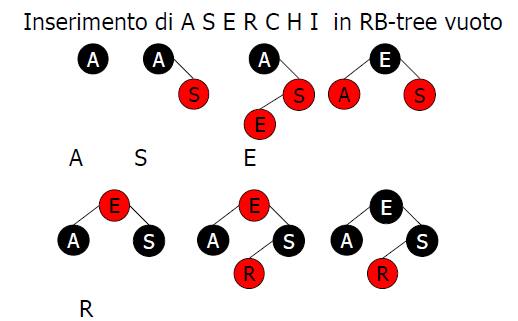 Inserimento di A S E R C H I in RB-tree vuoto
A A A E
S S A S
E
A S E
E E E
A S A S A S
R R
R